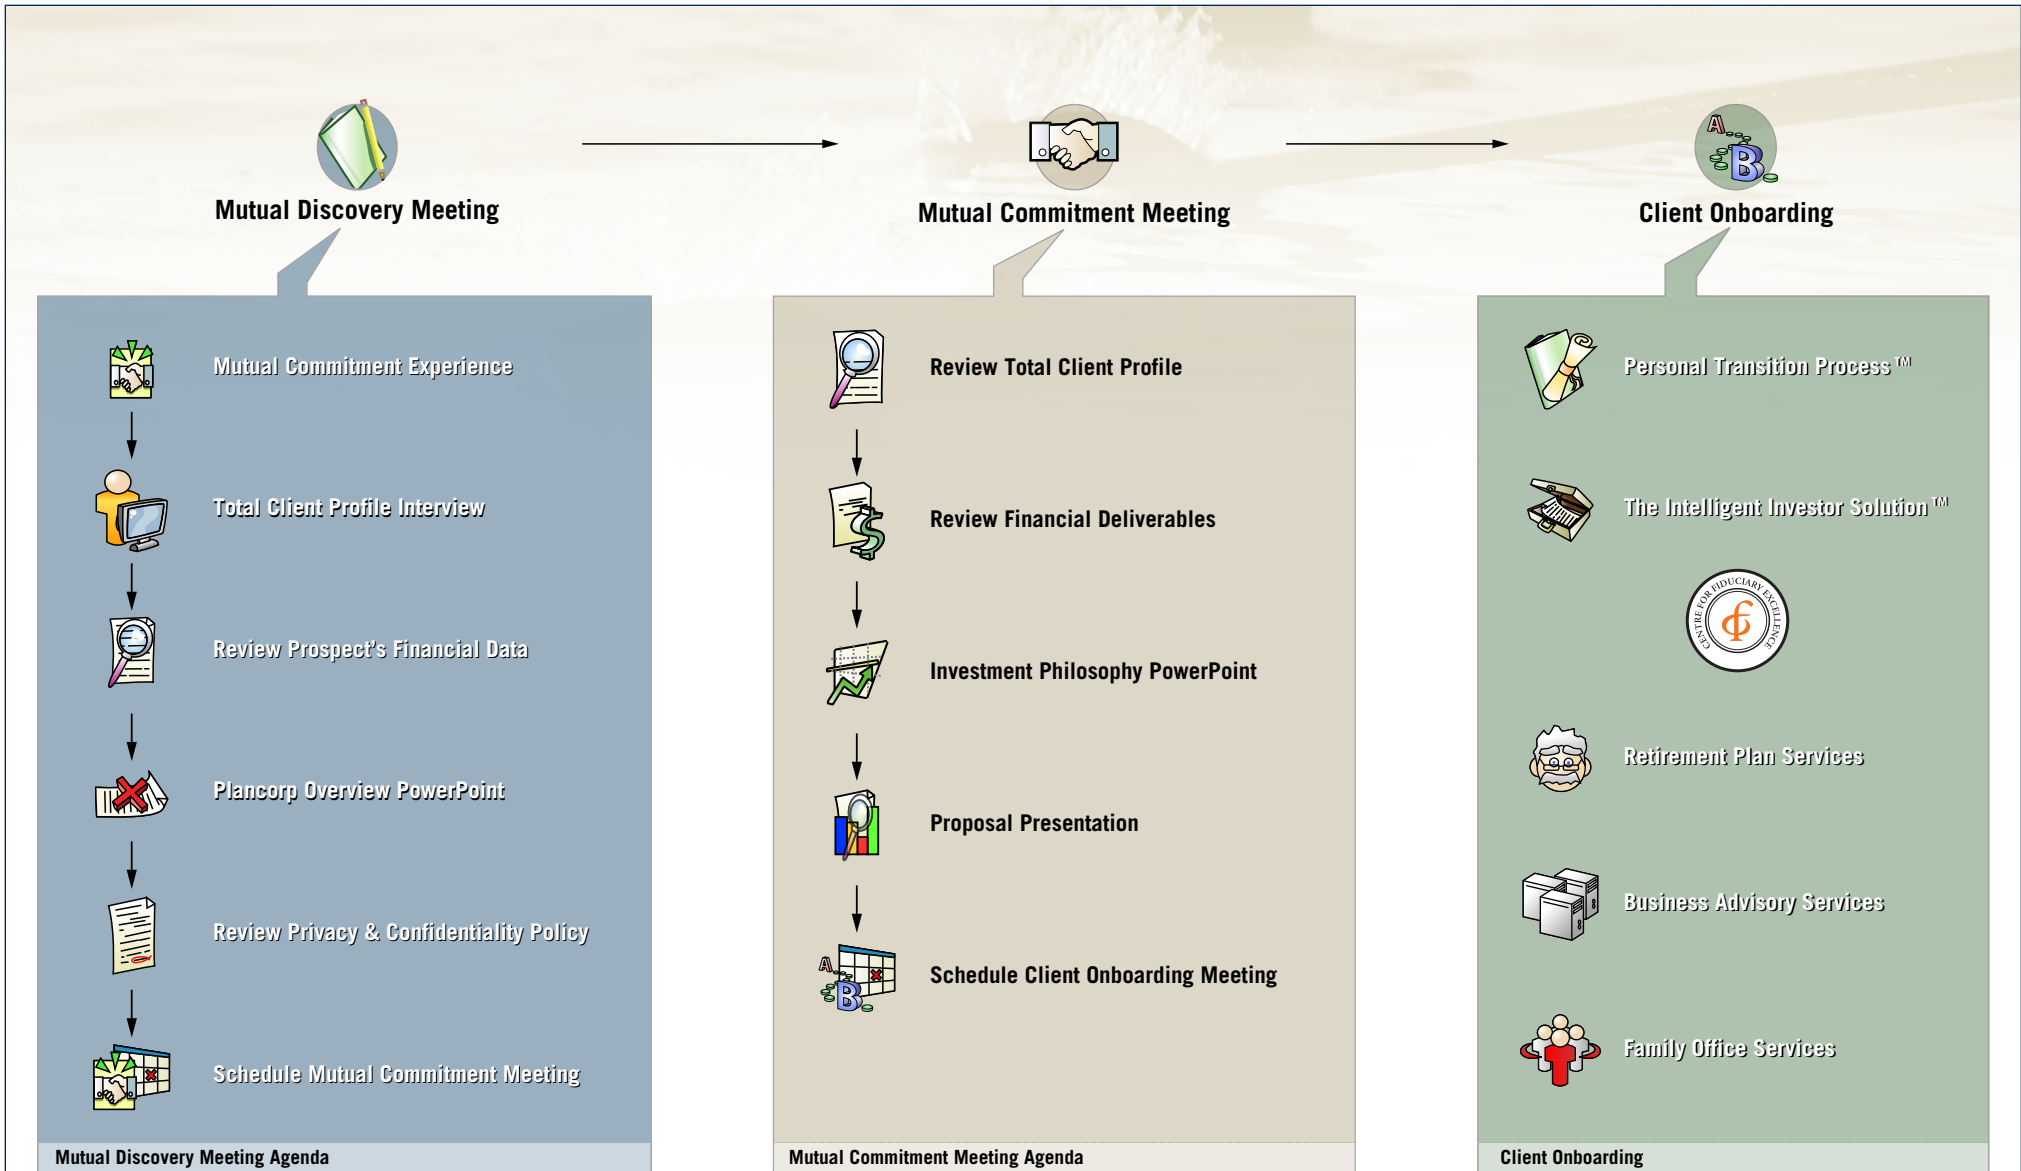 Mutual Discovery Meeting
Mutual Commitment Meeting
Client Onboarding
Mutual Commitment Experience
Total Client Profile Interview
Review Prospect's Financial Data
Plancorp Overview PowerPoint
Review Privacy & Confidentiality Policy
Schedule Mutual Commitment Meeting
Mutual Discovery Meeting Agenda
Review Total Client Profile
Review Financial Deliverables
Investment Philosophy PowerPoint
Proposal Presentation
A B
Schedule Client Onboarding Meeting
Mutual Commitment Meeting Agenda
A B
Personal Transition Process™
The Intelligent Investor Solution™
CENTRE FOR FIDUCIARY EXCELLENCE
Retirement Plan Services
Business Advisory Services
Family Office Services
Client Onboarding